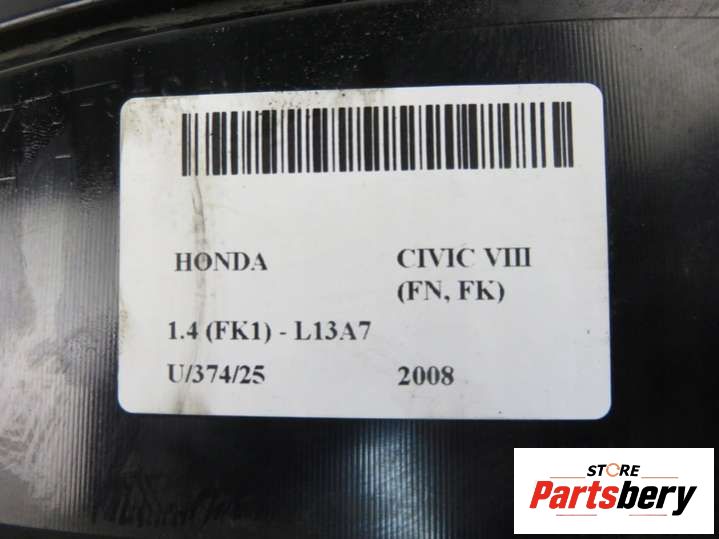 HONDA CIVIC VIII
(FN, FK)
1.4 (FK1) - L13A7
U/374/25 2008
STORE
Partsbery